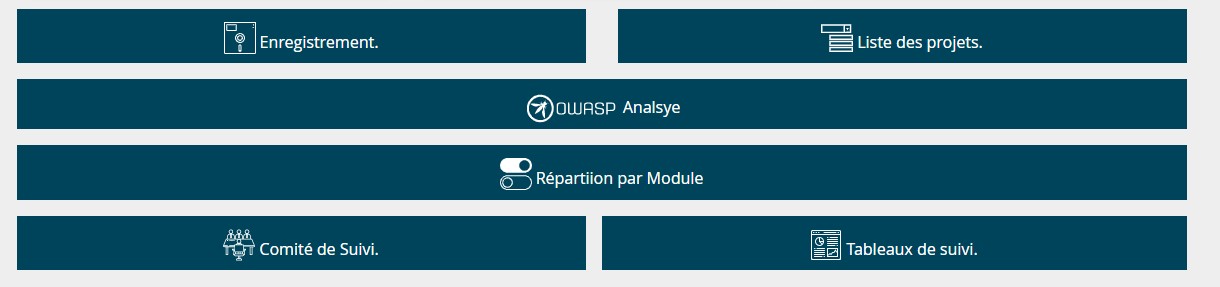 Enregistrement.
Liste des projets.
OWASP Analsye
Répartiion par Module
Comité de Suivi.
Tableaux de suivi.